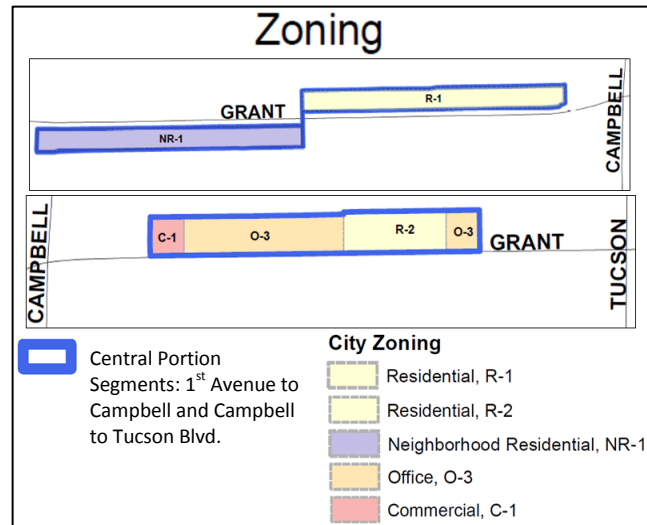 Zoning
R-1
GRANT
NR-1
CAMPBELL
CAMPBELL
C-1
O-3
R-2
O-3
GRANT
TUCSON
Central Portion
Segments: 1st Avenue to
Campbell and Campbell
to Tucson Blvd.
City Zoning
Residential, R-1
Residential, R-2
Neighborhood Residential, NR-1
Office, O-3
Commercial, C-1